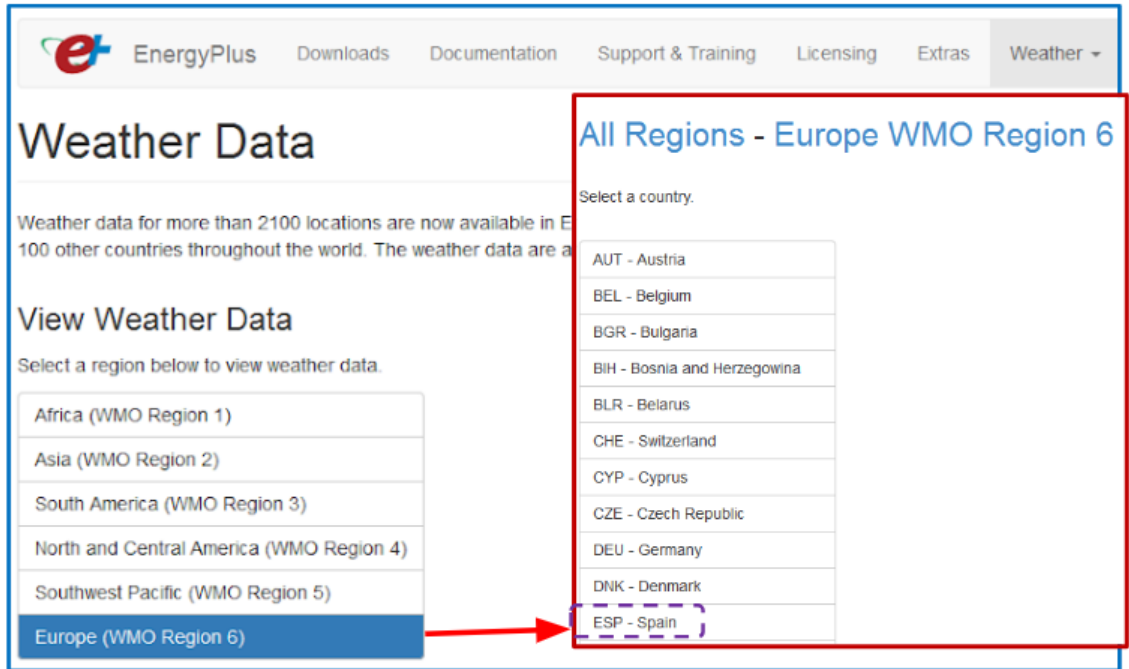 e+ EnergyPlus Downloads Documentation Support & Training Licensing Extras Weather
Weather Data
Weather data for more than 2100 locations are now available in E
100 other countries throughout the world. The weather data are a
View Weather Data
Select a region below to view weather data.
Africa (WMO Region 1)
Asia (WMO Region 2)
South America (WMO Region 3)
North and Central America (WMO Region 4)
Southwest Pacific (WMO Region 5)
Europe (WMO Region 6)
All Regions - Europe WMO Region 6
Select a country.
AUT - Austria
BEL - Belgium
BGR - Bulgaria
BIH - Bosnia and Herzegowina
BLR - Belarus
CHE - Switzerland
CYP - Cyprus
CZE - Czech Republic
DEU - Germany
DNK - Denmark
ESP - Spain